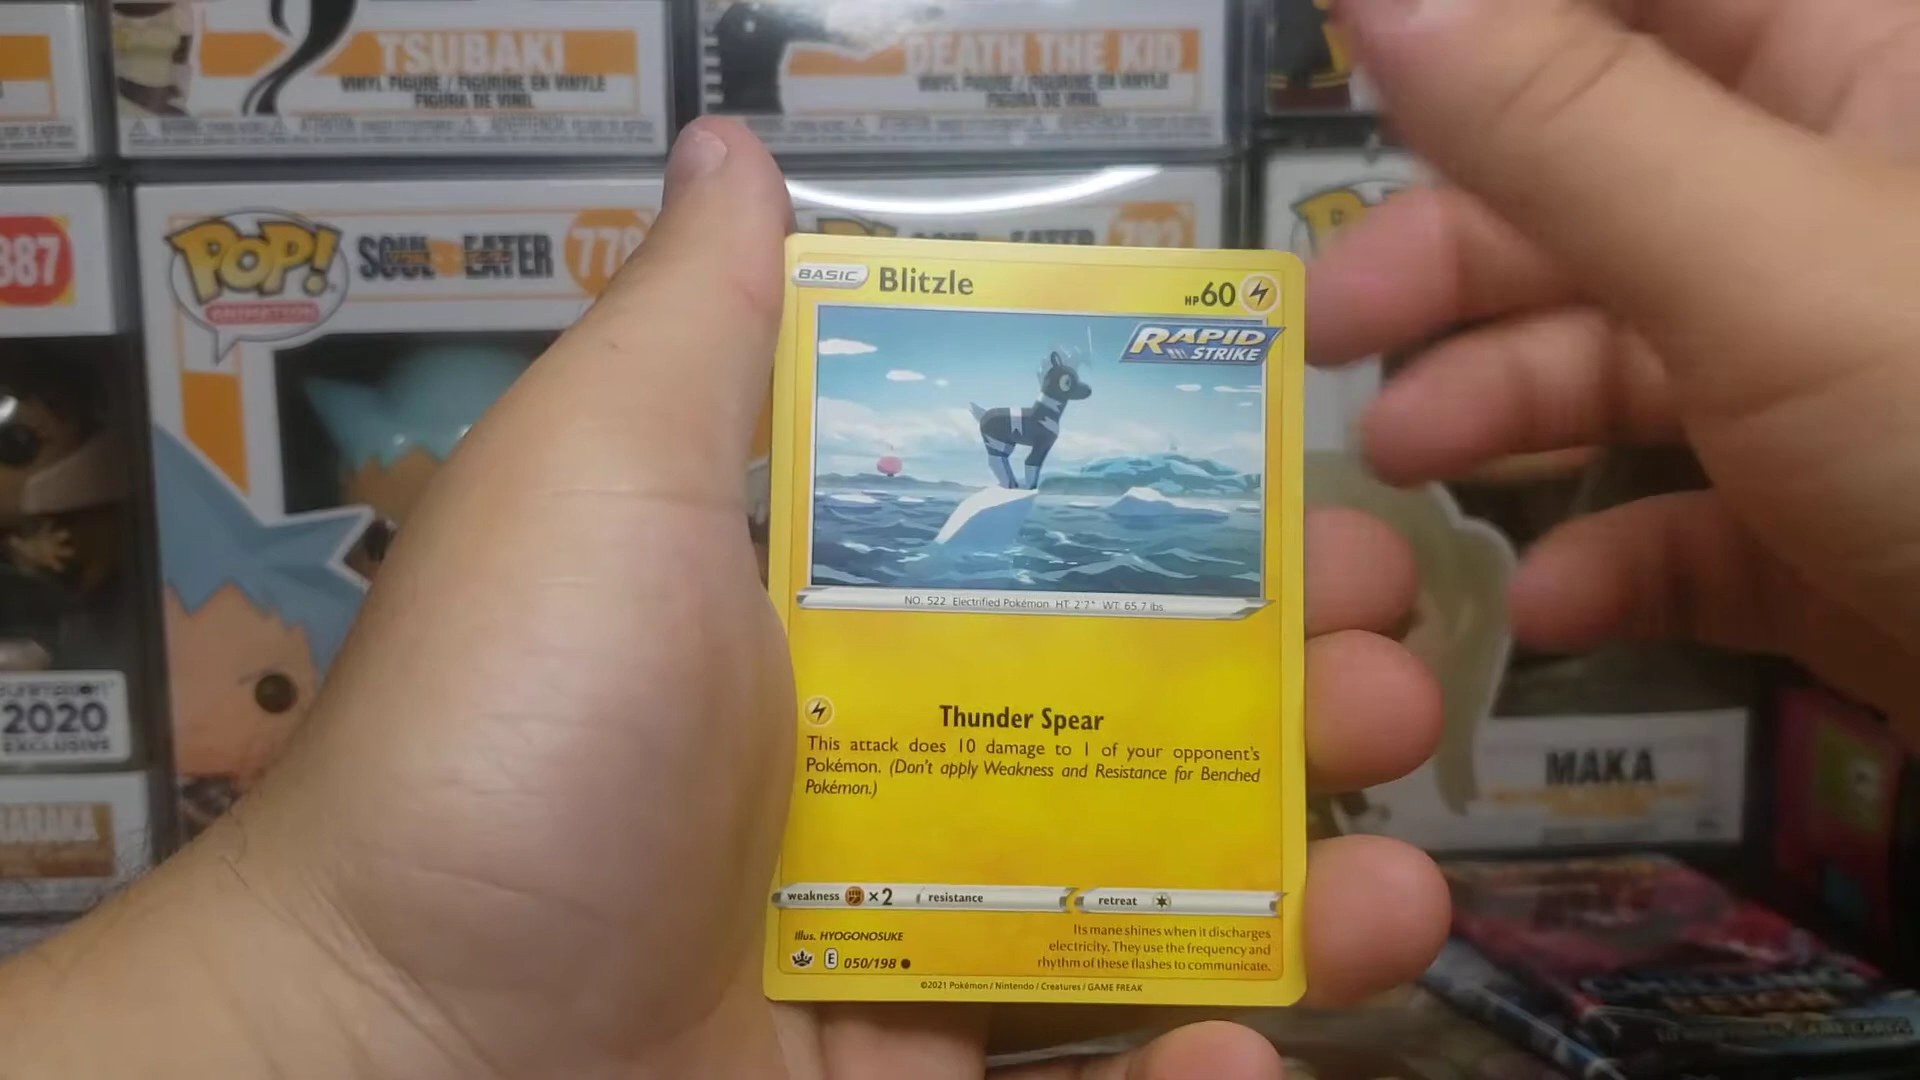 TSUBAKI
VINYL FIGURE / FIGURINE EN VINYLE
FIGURA DE VINIL
DEATH THE KID
VINYL FIGURE / FIGURINE EN VINYLE
FIGURA DE VINIL
387
POP!
ANIMATION
SOUL EATER
778
782
2020
EXCLUSIVE
MAKA
BASIC Blitzle HP 60
RAPID
STRIKE
NO. 522 Electrified Pokémon HT: 2'7" WT: 65.7 lbs.
Thunder Spear
This attack does 10 damage to 1 of your opponent's
Pokémon. (Don't apply Weakness and Resistance for Benched
Pokémon.)
weakness ×2 resistance retreat
Illus. HYOGONOSUKE
E 050/198
Its mane shines when it discharges
electricity. They use the frequency and
rhythm of these flashes to communicate.
©2021 Pokémon / Nintendo / Creatures / GAME FREAK